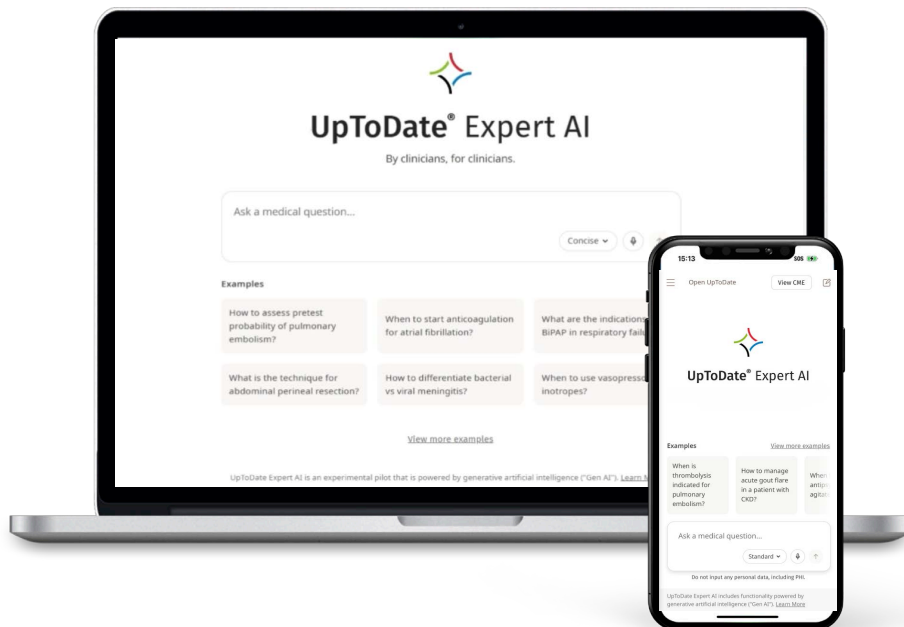 UpToDate® Expert AI
By clinicians, for clinicians.
Ask a medical question...
Concise
Examples
How to assess pretest
probability of pulmonary
embolism?
When to start anticoagulation
for atrial fibrillation?
What are the indications
BiPAP in respiratory
What is the technique for
abdominal perineal resection?
How to differentiate bacterial
vs viral meningitis?
When to use
inotropes?
View more examples
UpToDate Expert AI is an experimental pilot that is powered by generative artificial intelligence ("Gen AI"). Learn
15:13
SOS
Open UpToDate
View CME
UpToDate® Expert AI
Examples
View more examples
When is
thrombolysis
indicated for
pulmonary
embolism?
How to manage
acute gout flare
in a patient with
CKD?
When
Ask a medical question...
Standard
Do not input any personal data, including PHI.
UpToDate Expert AI includes functionality powered by
generative artificial intelligence ("Gen AI"). Learn More